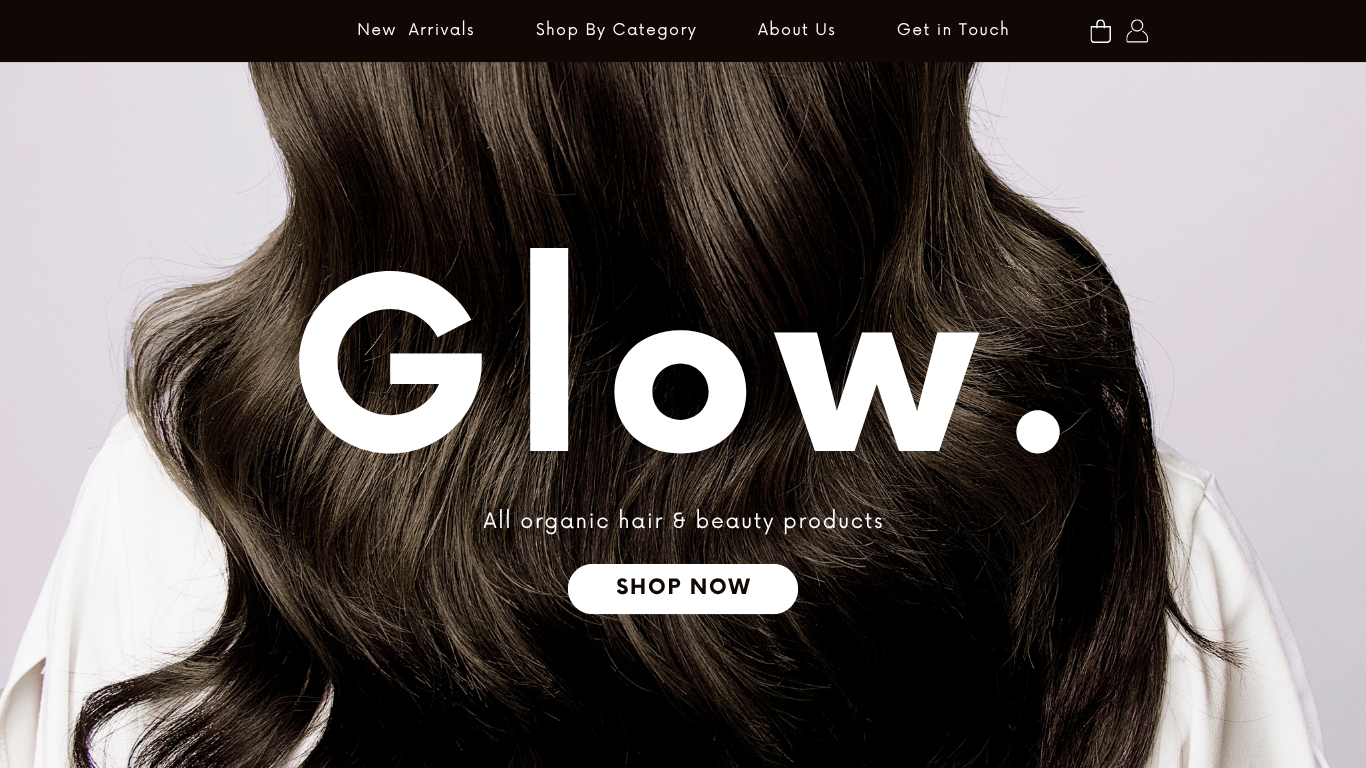 New Arrivals Shop By Category About Us Get in Touch
Glow.
All organic hair & beauty products
SHOP NOW